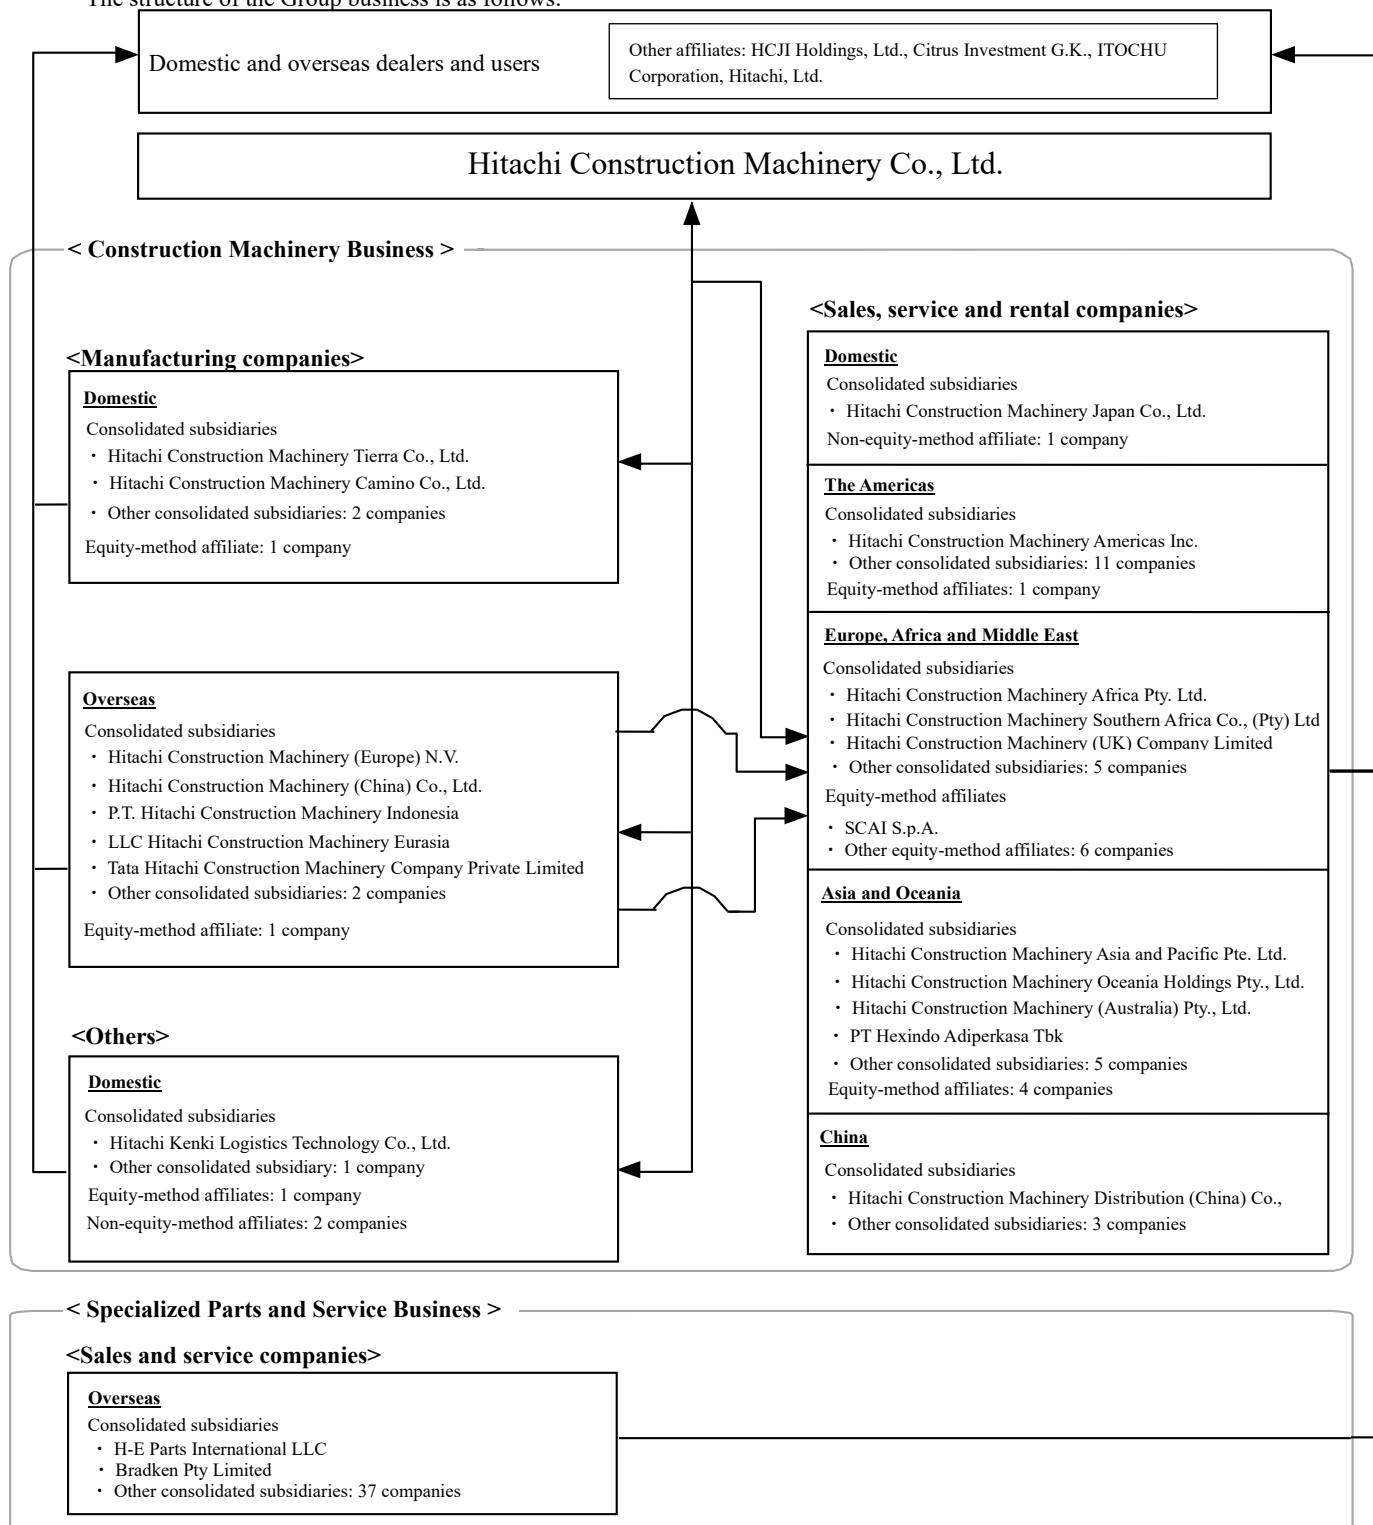 The structure of the Group business is as follows:
Domestic and overseas dealers and users
Other affiliates: HCJI Holdings, Ltd., Citrus Investment G.K., ITOCHU
Corporation, Hitachi, Ltd.
Hitachi Construction Machinery Co., Ltd.
< Construction Machinery Business >
<Manufacturing companies>
Domestic
Consolidated subsidiaries
・ Hitachi Construction Machinery Tierra Co., Ltd.
・ Hitachi Construction Machinery Camino Co., Ltd.
・ Other consolidated subsidiaries: 2 companies
Equity-method affiliate: 1 company
Overseas
Consolidated subsidiaries
・ Hitachi Construction Machinery (Europe) N.V.
・ Hitachi Construction Machinery (China) Co., Ltd.
・ P.T. Hitachi Construction Machinery Indonesia
・ LLC Hitachi Construction Machinery Eurasia
・ Tata Hitachi Construction Machinery Company Private Limited
・ Other consolidated subsidiaries: 2 companies
Equity-method affiliate: 1 company
<Others>
Domestic
Consolidated subsidiaries
・ Hitachi Kenki Logistics Technology Co., Ltd.
・ Other consolidated subsidiary: 1 company
Equity-method affiliates: 1 company
Non-equity-method affiliates: 2 companies
<Sales, service and rental companies>
Domestic
Consolidated subsidiaries
・ Hitachi Construction Machinery Japan Co., Ltd.
Non-equity-method affiliate: 1 company
The Americas
Consolidated subsidiaries
・ Hitachi Construction Machinery Americas Inc.
・ Other consolidated subsidiaries: 11 companies
Equity-method affiliates: 1 company
Europe, Africa and Middle East
Consolidated subsidiaries
・ Hitachi Construction Machinery Africa Pty. Ltd.
・ Hitachi Construction Machinery Southern Africa Co., (Pty) Ltd
・ Hitachi Construction Machinery (UK) Company Limited
・ Other consolidated subsidiaries: 5 companies
Equity-method affiliates
・ SCAI S.p.A.
・ Other equity-method affiliates: 6 companies
Asia and Oceania
Consolidated subsidiaries
・ Hitachi Construction Machinery Asia and Pacific Pte. Ltd.
・ Hitachi Construction Machinery Oceania Holdings Pty., Ltd.
・ Hitachi Construction Machinery (Australia) Pty., Ltd.
・ PT Hexindo Adiperkasa Tbk
・ Other consolidated subsidiaries: 5 companies
Equity-method affiliates: 4 companies
China
Consolidated subsidiaries
・ Hitachi Construction Machinery Distribution (China) Co.,
・ Other consolidated subsidiaries: 3 companies
< Specialized Parts and Service Business >
<Sales and service companies>
Overseas
Consolidated subsidiaries
・ H-E Parts International LLC
・ Bradken Pty Limited
・ Other consolidated subsidiaries: 37 companies